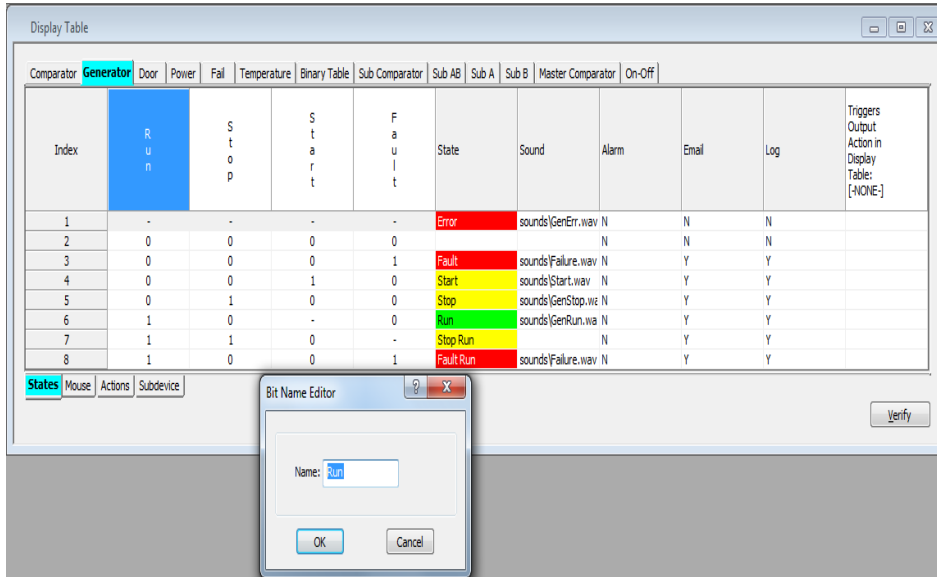 Display Table
Comparator Generator Door Power Fail Temperature Binary Table Sub Comparator Sub AB Sub A Sub B Master Comparator On-Off
Index Run Stop Start Fault State Sound Alarm Email Log Triggers Output Action in Display Table: [-NONE-]
1 - - - - Error sounds\GenErr.wav N N N
2 0 0 0 0 N N N
3 0 0 0 1 Fault sounds\Failure.wav N Y Y
4 0 0 1 0 Start sounds\Start.wav N Y Y
5 0 1 0 0 Stop sounds\GenStop.wa N Y Y
6 1 0 - 0 Run sounds\GenRun.wa N Y Y
7 1 1 0 - Stop Run N Y Y
8 1 0 0 1 Fault Run sounds\Failure.wav N Y Y
States Mouse Actions Subdevice
Verify
Bit Name Editor
Name: Run
OK Cancel